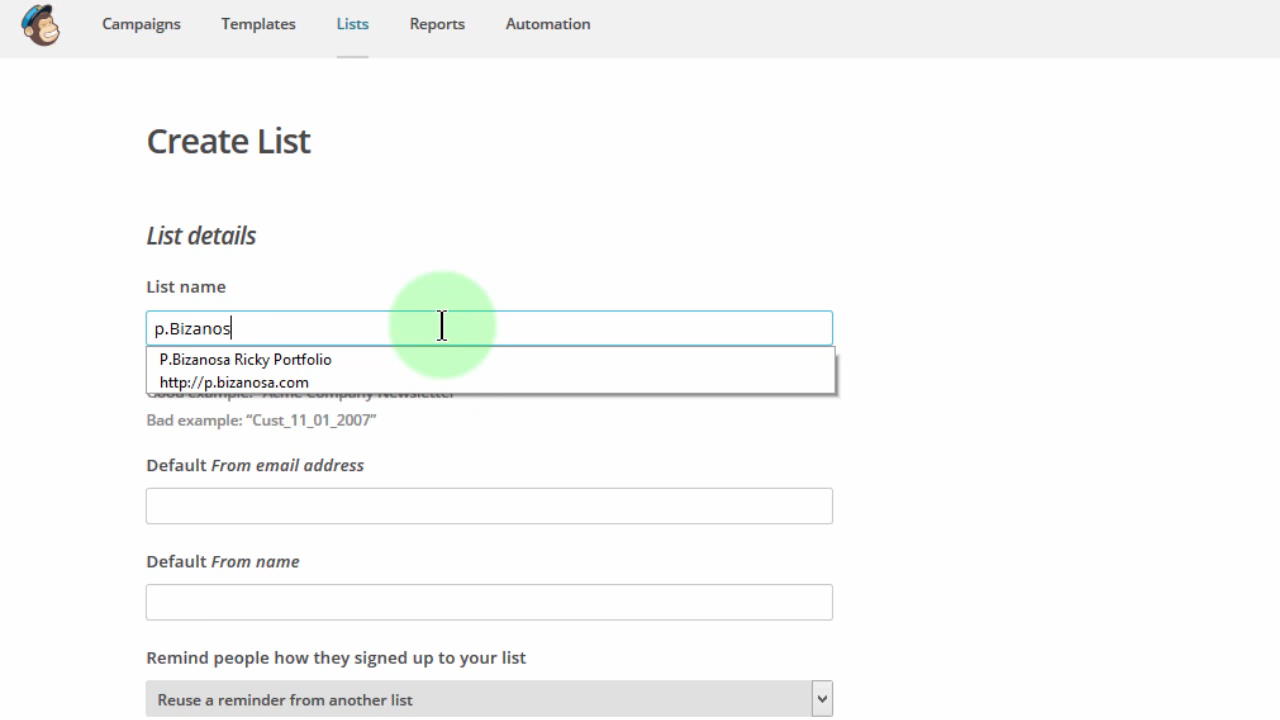 Campaigns Templates Lists Reports Automation
Create List
List details
List name
p.Bizanos
P.Bizanosa Ricky Portfolio
http://p.bizanosa.com
Good example: "Acme Company Newsletter"
Bad example: “Cust_11_01_2007”
Default From email address
Default From name
Remind people how they signed up to your list
Reuse a reminder from another list